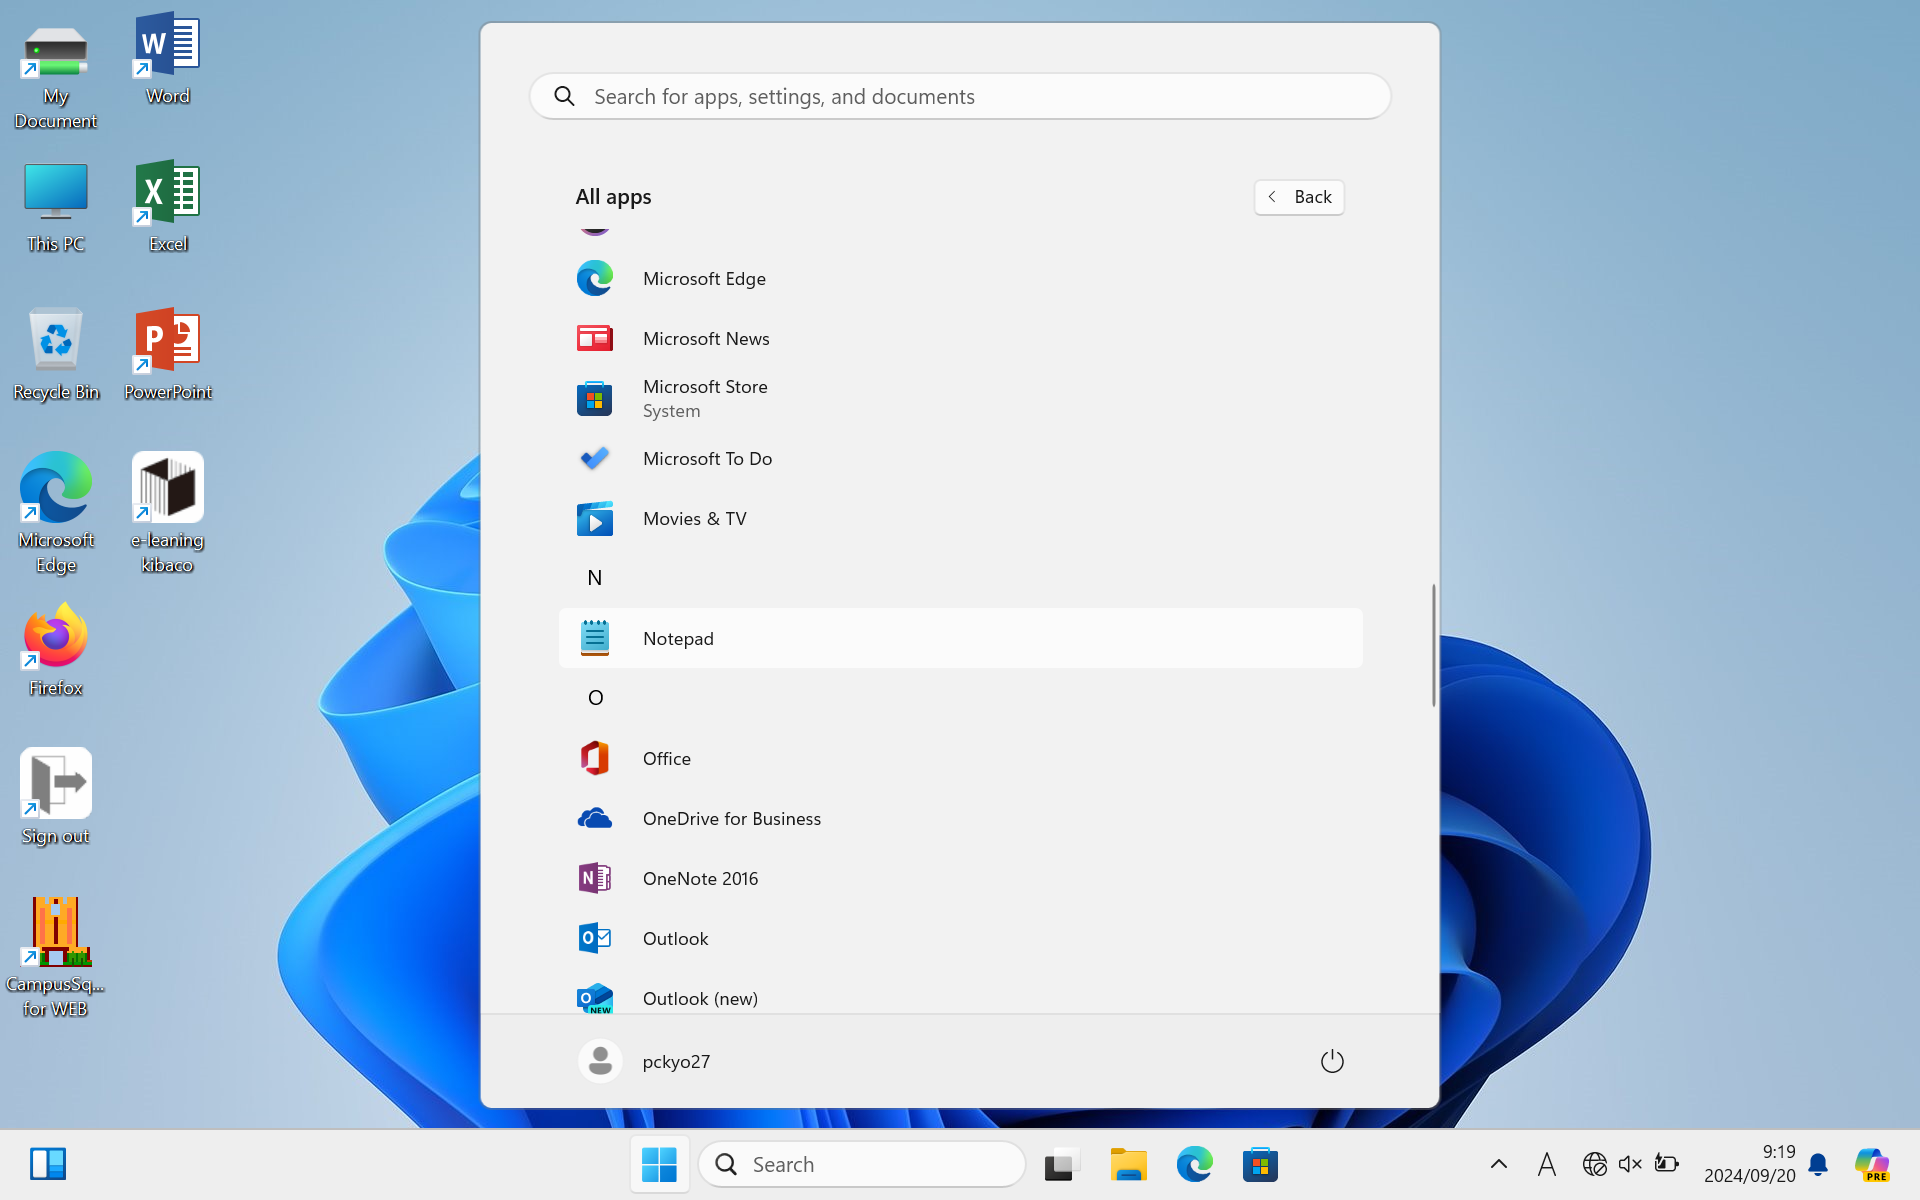 My
Document
Word
This PC
Excel
Recycle Bin
PowerPoint
Microsoft
Edge
e-leaning
kibaco
Firefox
Sign out
CampusSq...
for WEB
Search for apps, settings, and documents
All apps
Back
Microsoft Edge
Microsoft News
Microsoft Store
System
Microsoft To Do
Movies & TV
N
Notepad
O
Office
OneDrive for Business
OneNote 2016
Outlook
Outlook (new)
pckyo27
Search
A
9:19
2024/09/20
PRE